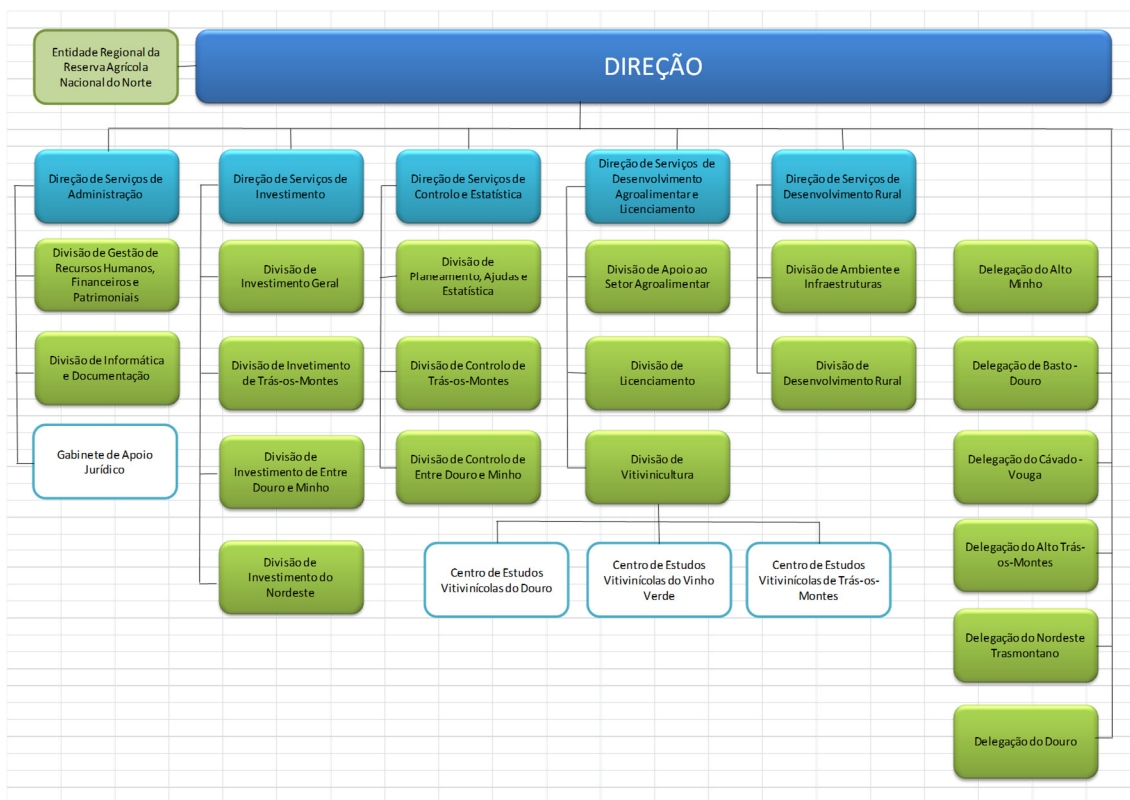 Entidade Regional da
Reserva Agrícola
Nacional do Norte
DIREÇÃO
Direção de Serviços de
Administração
Direção de Serviços de
Investimento
Direção de Serviços de
Controlo e Estatística
Direção de Serviços de
Desenvolvimento
Agroalimentar e
Licenciamento
Direção de Serviços
de Desenvolvimento Rural
Divisão de Gestão de
Recursos Humanos,
Financeiros e
Patrimoniais
Divisão de
Investimento Geral
Divisão de
Planeamento, Ajudas e
Estatística
Divisão de Apoio ao
Setor Agroalimentar
Divisão de Ambiente e
Infraestruturas
Delegação do Alto
Minho
Divisão de Informática
e Documentação
Divisão de Invetimento
de Trás-os-Montes
Divisão de Controlo de
Trás-os-Montes
Divisão de
Licenciamento
Divisão de
Desenvolvimento Rural
Delegação de Basto -
Douro
Gabinete de Apoio
Jurídico
Divisão de
Investimento de Entre
Douro e Minho
Divisão de Controlo de
Entre Douro e Minho
Divisão de
Vitivinicultura
Delegação do Cávado -
Vouga
Divisão de
Investimento do
Nordeste
Centro de Estudos
Vitivinícolas do Douro
Centro de Estudos
Vitivinícolas do Vinho
Verde
Centro de Estudos
Vitivinícolas de Trás-os-
Montes
Delegação do Alto Trás-
os-Montes
Delegação do Nordeste
Trasmontano
Delegação do Douro